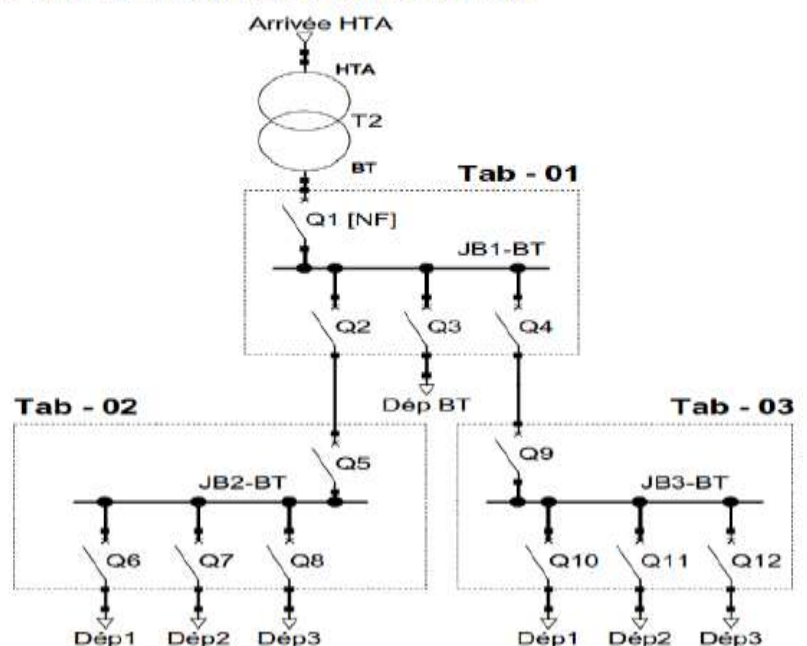 Arrivée HTA
HTA
T2
BT
Tab - 01
Q1 [NF]
JB1-BT
Q2
Q3
Q4
Dép BT
Tab - 02
Tab - 03
Q5
Q9
JB2-BT
JB3-BT
Q6
Q7
Q8
Q10
Q11
Q12
Dép1
Dép2
Dép3
Dép1
Dép2
Dép3